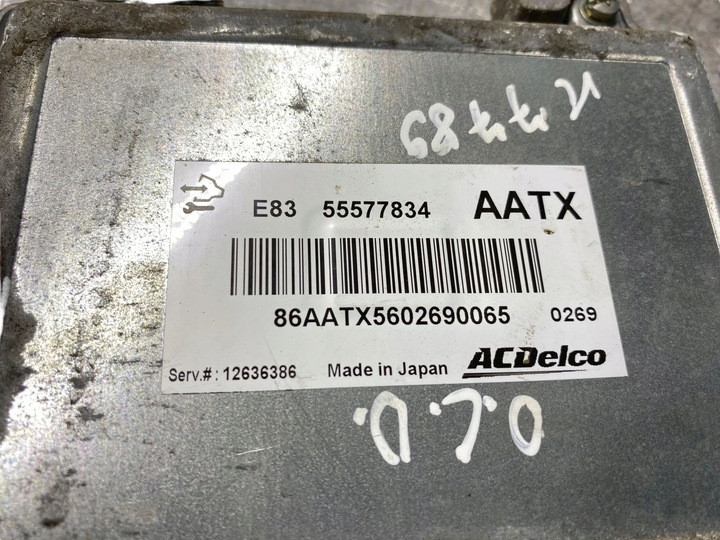 E83 55577834 AATX
86AATX5602690065 0269
Serv.#: 12636386 Made in Japan ACDelco